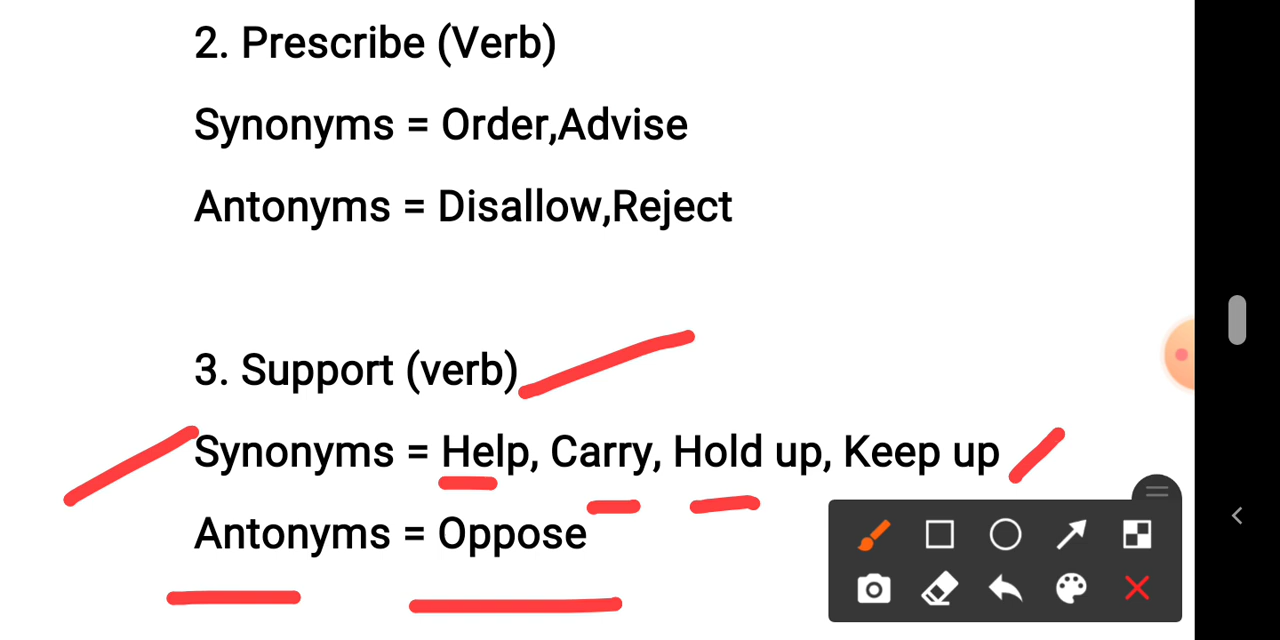 2. Prescribe (Verb)
Synonyms = Order,Advise
Antonyms = Disallow,Reject
3. Support (verb)
Synonyms = Help, Carry, Hold up, Keep up
Antonyms = Oppose